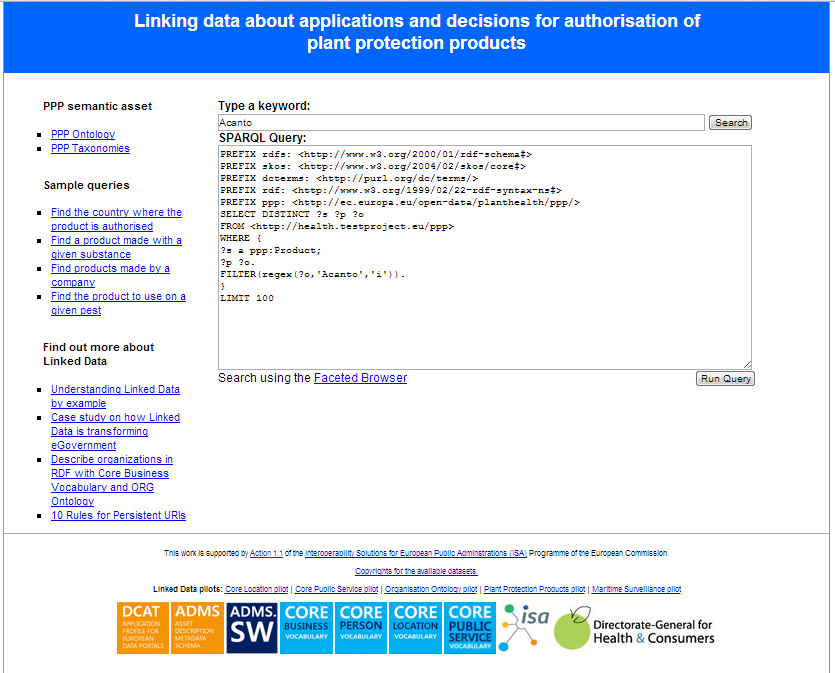 Linking data about applications and decisions for authorisation of
plant protection products
PPP semantic asset
PPP Ontology
PPP Taxonomies
Sample queries
Find the country where the
product is authorised
Find a product made with a
given substance
Find products made by a
company
Find the product to use on a
given pest
Find out more about
Linked Data
Understanding Linked Data
by example
Case study on how Linked
Data is transforming
eGovernment
Describe organizations in
RDF with Core Business
Vocabulary and ORG
Ontology
10 Rules for Persistent URIs
Type a keyword:
Acanto
Search
SPARQL Query:
PREFIX rdfs: <http://www.w3.org/2000/01/rdf-schema#>
PREFIX skos: <http://www.w3.org/2004/02/skos/core#>
PREFIX dcterms: <http://purl.org/dc/terms/>
PREFIX rdf: <http://www.w3.org/1999/02/22-rdf-syntax-ns#>
PREFIX ppp: <http://ec.europa.eu/open-data/planthealth/ppp/>
SELECT DISTINCT ?s ?p ?o
FROM <http://health.testproject.eu/ppp>
WHERE {
?s a ppp:Product;
?p ?o.
FILTER(regex(?o,'Acanto','i')).
}
LIMIT 100
Search using the Faceted Browser
Run Query
This work is supported by Action 1.1 of the Interoperability Solutions for European Public Adminstrations (ISA) Programme of the European Commission.
Copyrights for the available datasets.
Linked Data pilots: Core Location pilot | Core Public Service pilot | Organisation Ontology pilot | Plant Protection Products pilot | Maritime Surveillance pilot
DCAT
APPLICATION
PROFILE FOR
EUROPEAN
DATA PORTALS
ADMS
ASSET
DESCRIPTION
METADATA
SCHEMA
ADMS.
SW
CORE
BUSINESS
VOCABULARY
CORE
PERSON
VOCABULARY
CORE
LOCATION
VOCABULARY
CORE
PUBLIC
SERVICE
VOCABULARY
isa
Directorate-General for
Health & Consumers